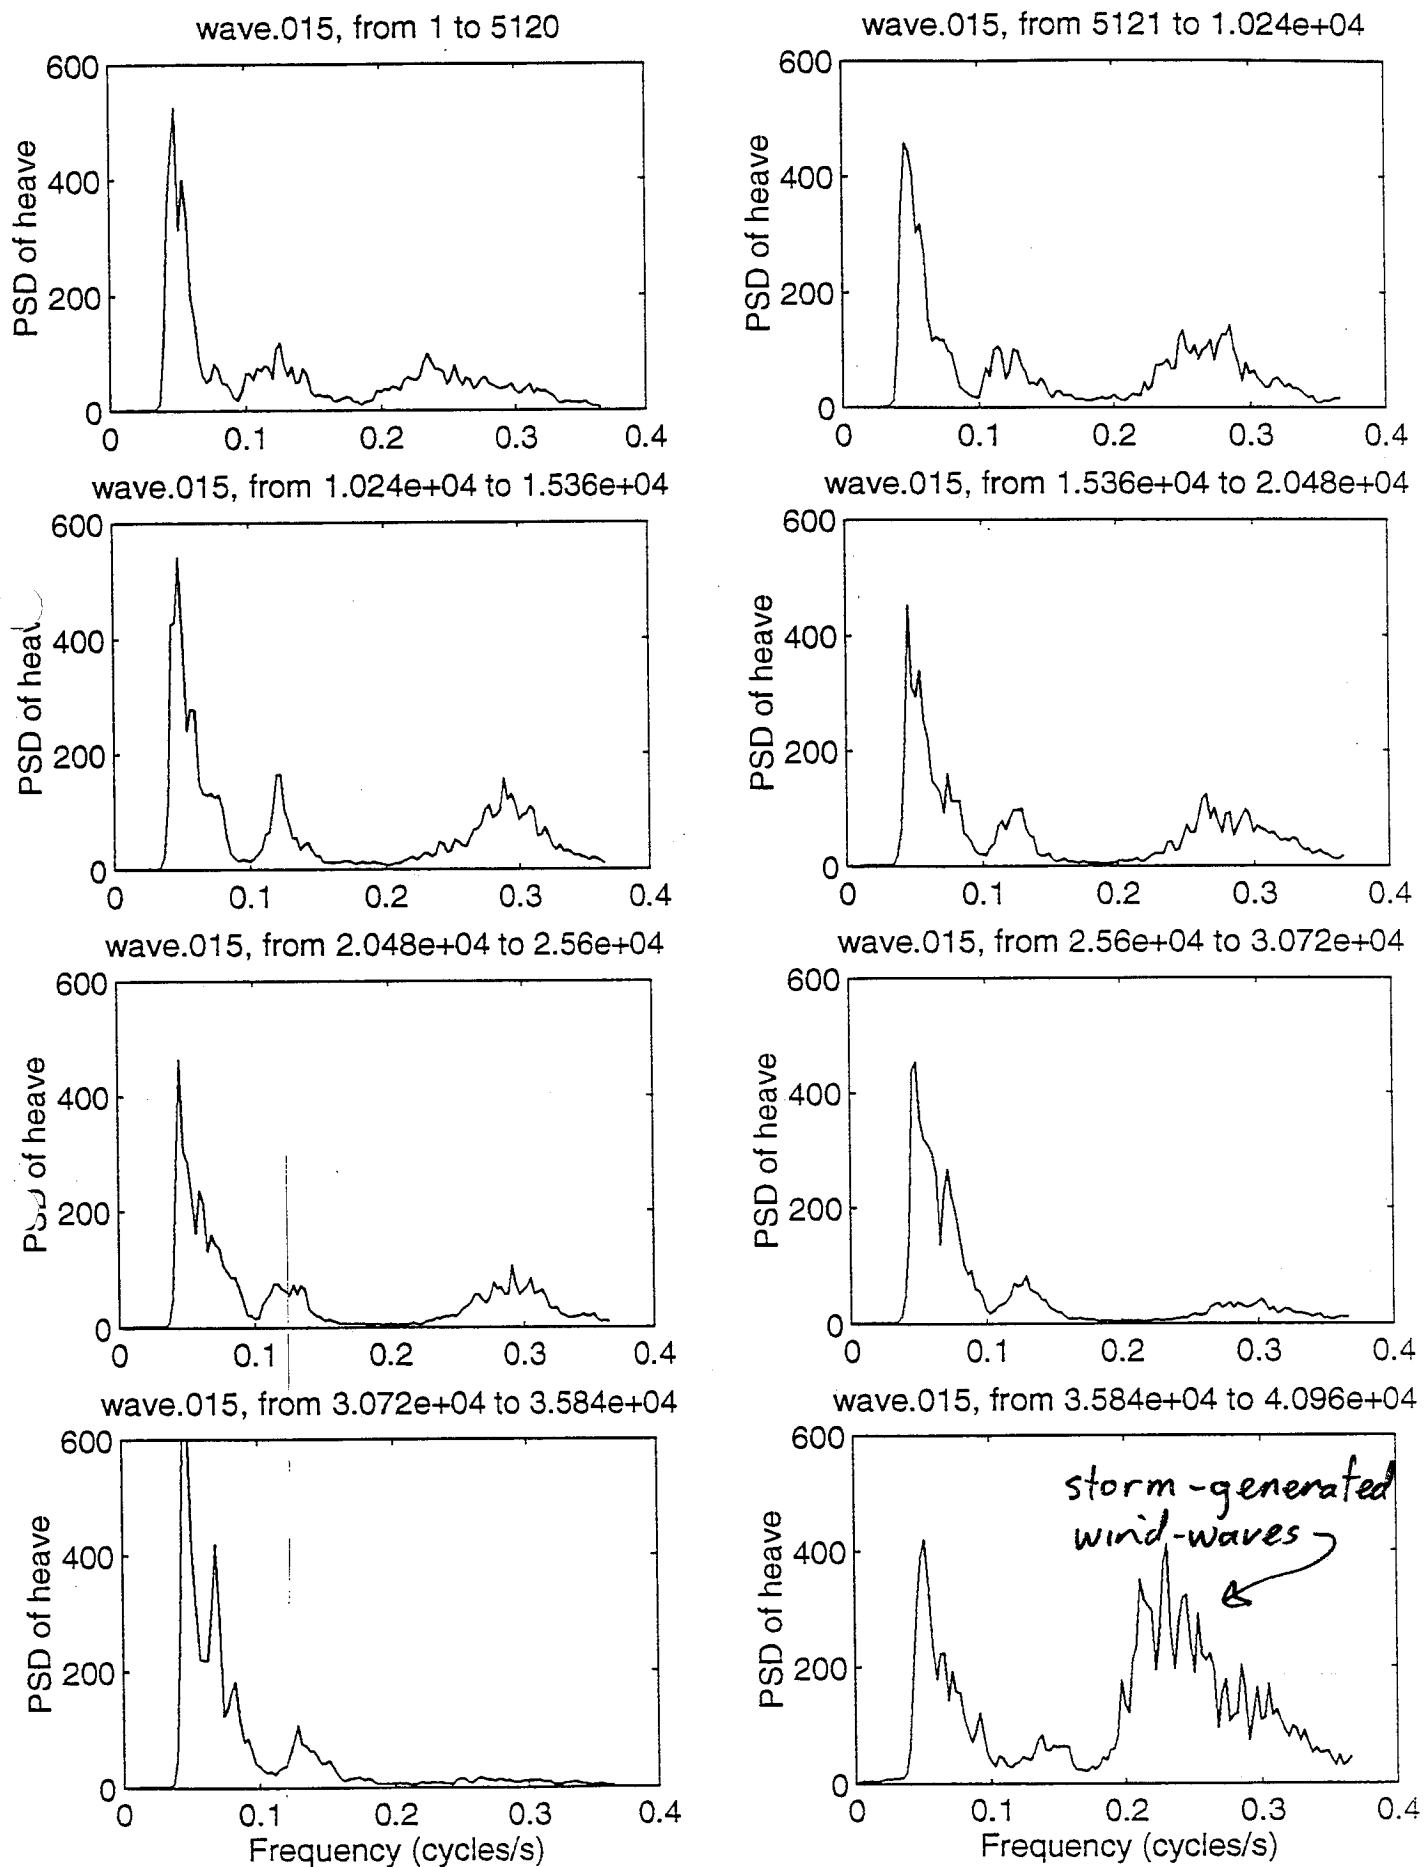 wave.015, from 1 to 5120
600
400
200
0
0 0.1 0.2 0.3 0.4
PSD of heave
wave.015, from 5121 to 1.024e+04
600
400
200
0
0 0.1 0.2 0.3 0.4
PSD of heave
wave.015, from 1.024e+04 to 1.536e+04
600
400
200
0
0 0.1 0.2 0.3 0.4
PSD of heave
wave.015, from 1.536e+04 to 2.048e+04
600
400
200
0
0 0.1 0.2 0.3 0.4
PSD of heave
wave.015, from 2.048e+04 to 2.56e+04
600
400
200
0
0 0.1 0.2 0.3 0.4
PSD of heave
wave.015, from 2.56e+04 to 3.072e+04
600
400
200
0
0 0.1 0.2 0.3 0.4
PSD of heave
wave.015, from 3.072e+04 to 3.584e+04
600
400
200
0
0 0.1 0.2 0.3 0.4
PSD of heave
Frequency (cycles/s)
wave.015, from 3.584e+04 to 4.096e+04
600
400
200
0
0 0.1 0.2 0.3 0.4
PSD of heave
storm-generated
wind-waves
Frequency (cycles/s)